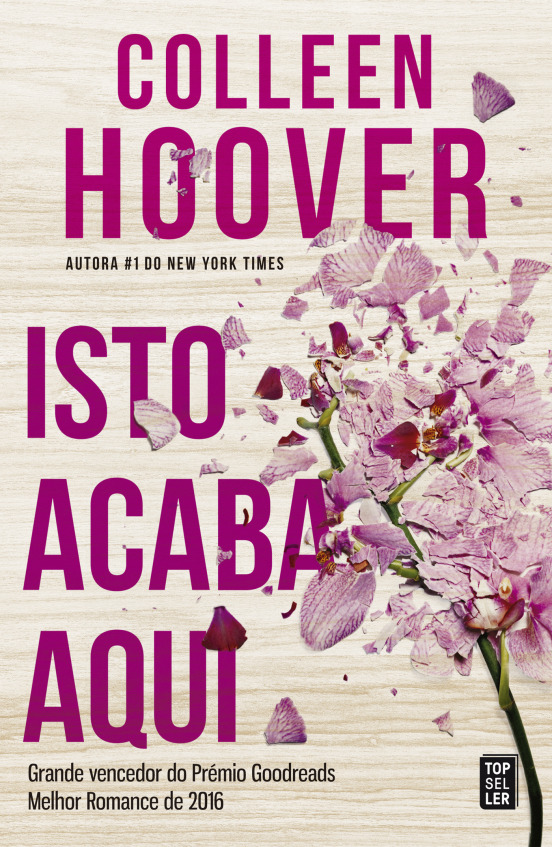 COLLEEN
HOOVER
AUTORA #1 DO NEW YORK TIMES
ISTO
ACABA
AQUI
Grande vencedor do Prémio Goodreads
Melhor Romance de 2016
TOP
SEL
LER